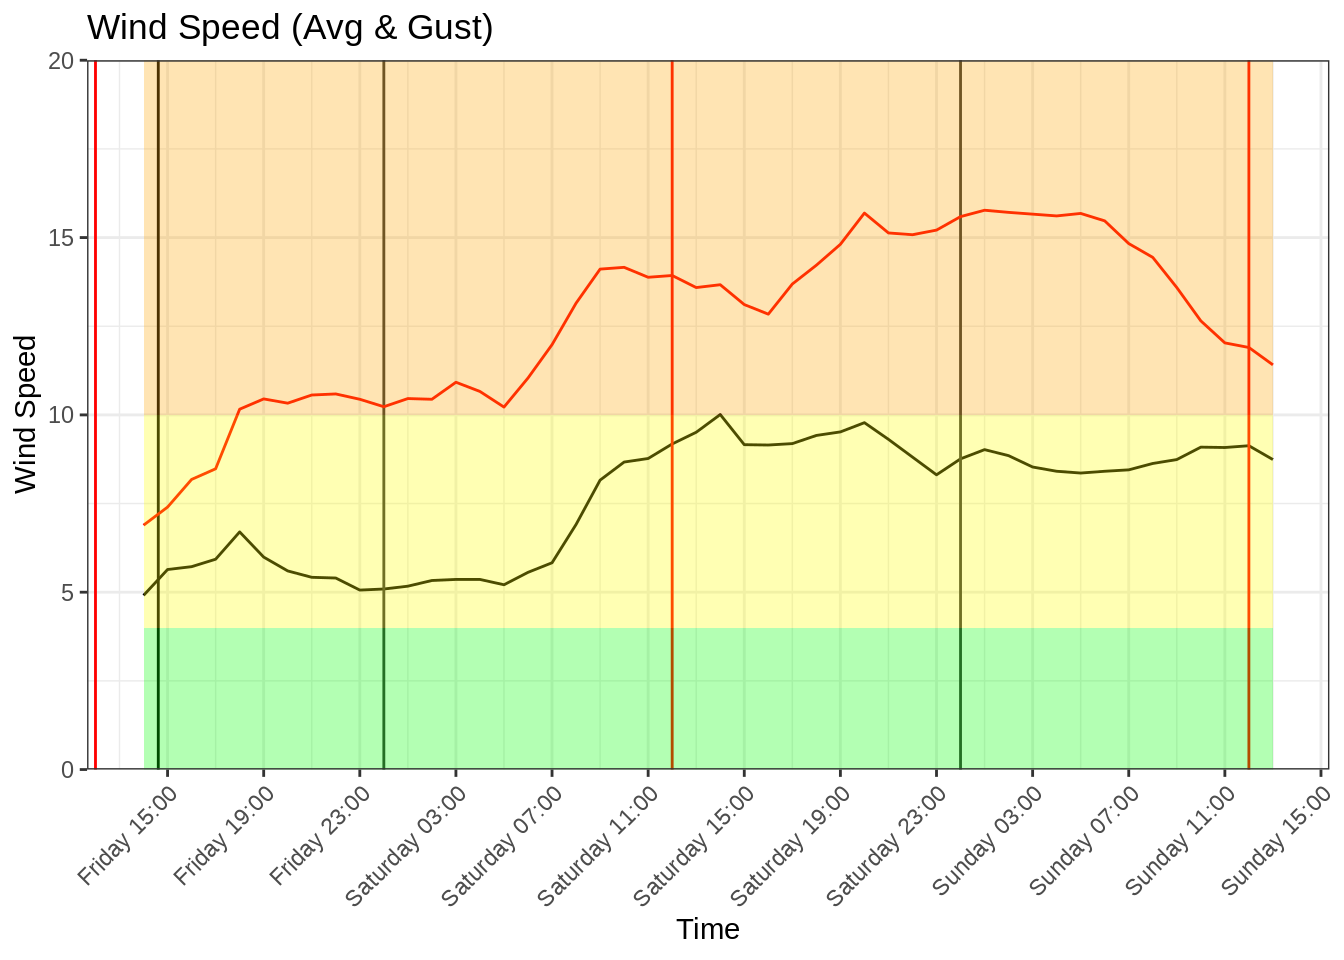 Wind Speed (Avg & Gust)
20
15
10
5
0
Wind Speed
Friday 15:00
Friday 19:00
Friday 23:00
Saturday 03:00
Saturday 07:00
Saturday 11:00
Saturday 15:00
Saturday 19:00
Saturday 23:00
Sunday 03:00
Sunday 07:00
Sunday 11:00
Sunday 15:00
Time